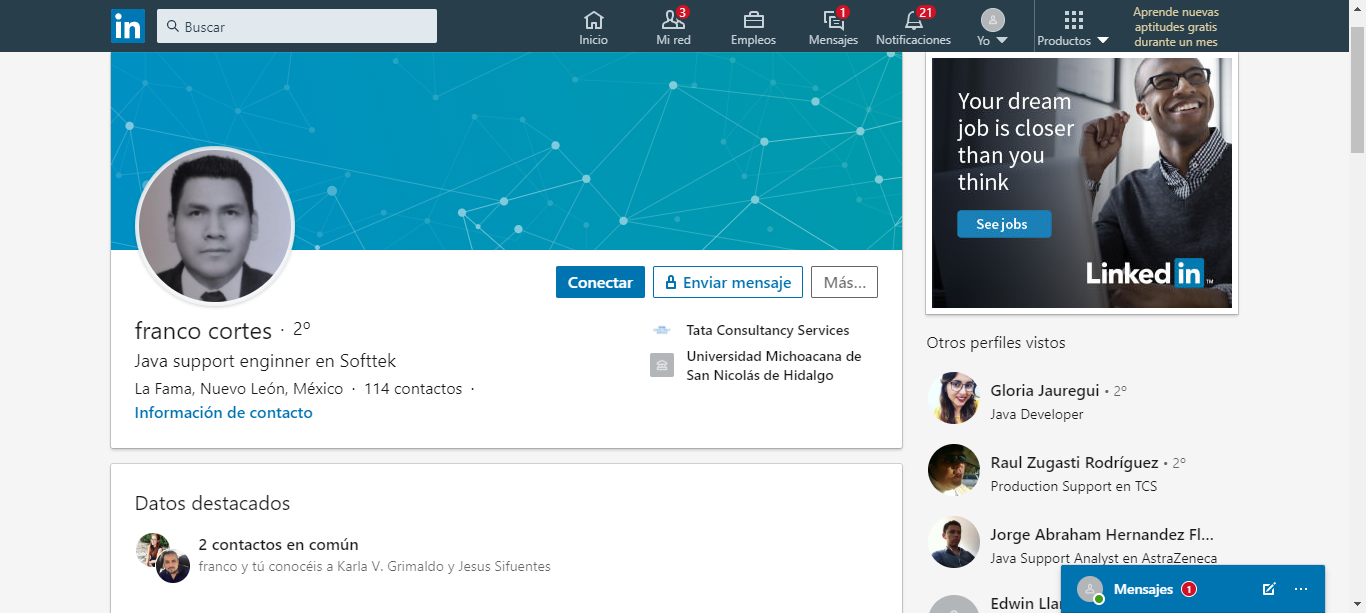 in
Buscar
Inicio
3
Mi red
Empleos
1
Mensajes
21
Notificaciones
Yo
Productos
Aprende nuevas
aptitudes gratis
durante un mes
Conectar
Enviar mensaje
Más...
franco cortes · 2º
Java support enginner en Softtek
La Fama, Nuevo León, México · 114 contactos ·
Información de contacto
Tata Consultancy Services
Universidad Michoacana de
San Nicolás de Hidalgo
Datos destacados
2 contactos en común
franco y tú conocéis a Karla V. Grimaldo y Jesus Sifuentes
Your dream
job is closer
than you
think
See jobs
Linked in™
Otros perfiles vistos
Gloria Jauregui • 2º
Java Developer
Raul Zugasti Rodríguez • 2º
Production Support en TCS
Jorge Abraham Hernandez Fl...
Java Support Analyst en AstraZeneca
Edwin
Mensajes 1 ...